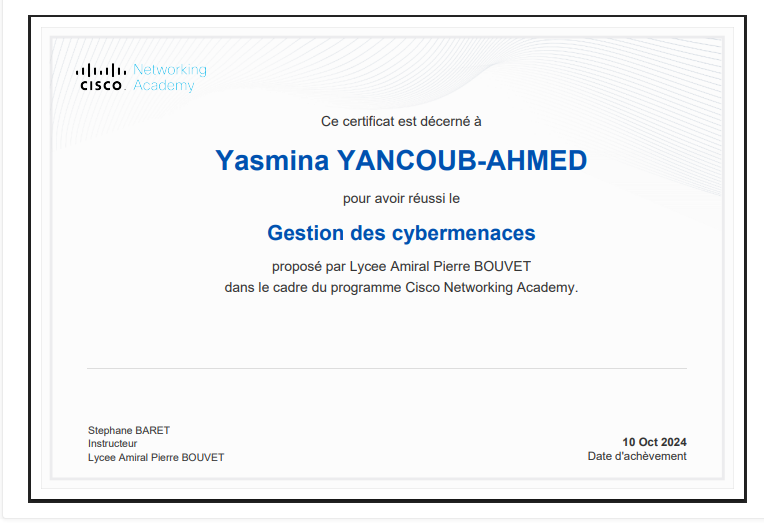 Networking
CISCO. Academy
Ce certificat est décerné à
Yasmina YANCOUB-AHMED
pour avoir réussi le
Gestion des cybermenaces
proposé par Lycee Amiral Pierre BOUVET
dans le cadre du programme Cisco Networking Academy.
Stephane BARET
Instructeur
Lycee Amiral Pierre BOUVET
10 Oct 2024
Date d'achèvement